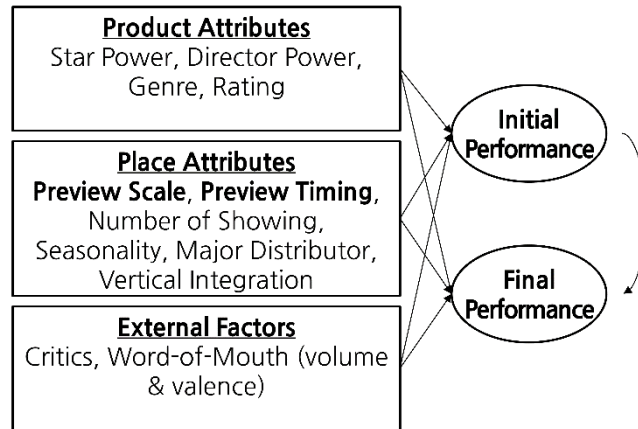 Product Attributes
Star Power, Director Power,
Genre, Rating
Place Attributes
Preview Scale, Preview Timing,
Number of Showing,
Seasonality, Major Distributor,
Vertical Integration
External Factors
Critics, Word-of-Mouth (volume
& valence)
Initial
Performance
Final
Performance